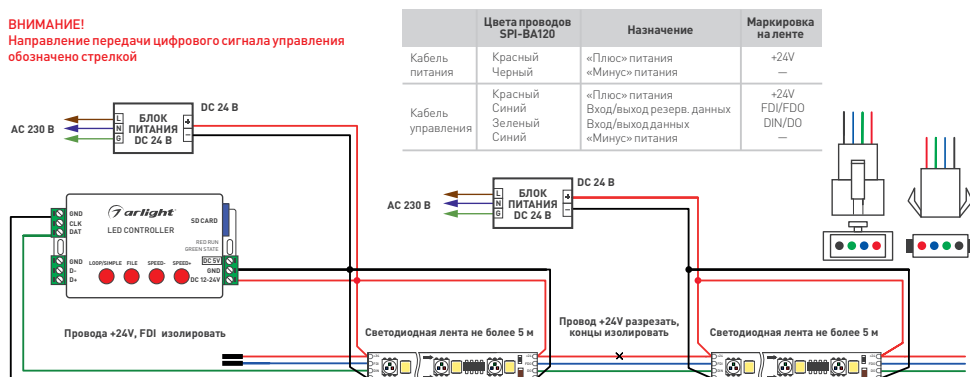 ВНИМАНИЕ!
Направление передачи цифрового сигнала управления
обозначено стрелкой
Цвета проводов SPI-BA120
Назначение
Маркировка на ленте
Кабель питания
Красный
«Плюс» питания
+24V
Черный
«Минус» питания
—
Кабель управления
Красный
«Плюс» питания
+24V
Синий
Вход/выход резерв. данных
FDI/FDO
Зеленый
Вход/выход данных
DIN/DO
Синий
«Минус» питания
—
AC 230 В
L
N
G
БЛОК
ПИТАНИЯ
DC 24 В
+
–
DC 24 В
AC 230 В
L
N
G
БЛОК
ПИТАНИЯ
DC 24 В
+
–
DC 24 В
GND
CLK
DAT
arlight
LED CONTROLLER
SD CARD
RED RUN
GREEN STATE
GND
D-
D+
LOOP/SIMPLE FILE SPEED- SPEED+
DC 5V
GND
DC 12-24V
Провода +24V, FDI изолировать
Светодиодная лента не более 5 м
Провод +24V разрезать,
концы изолировать
Светодиодная лента не более 5 м